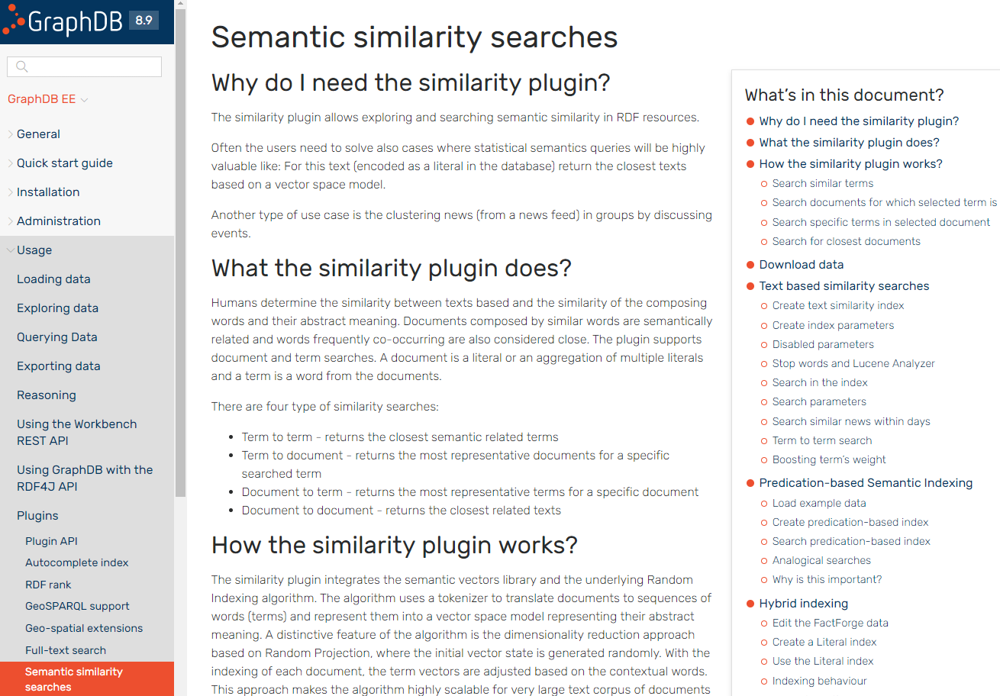 GraphDB 8.9
GraphDB EE
General
Quick start guide
Installation
Administration
Usage
Loading data
Exploring data
Querying Data
Exporting data
Reasoning
Using the Workbench
REST API
Using GraphDB with the
RDF4J API
Plugins
Plugin API
Autocomplete index
RDF rank
GeoSPARQL support
Geo-spatial extensions
Full-text search
Semantic similarity
searches
Semantic similarity searches
Why do I need the similarity plugin?
The similarity plugin allows exploring and searching semantic similarity in RDF resources.
Often the users need to solve also cases where statistical semantics queries will be highly
valuable like: For this text (encoded as a literal in the database) return the closest texts
based on a vector space model.
Another type of use case is the clustering news (from a news feed) in groups by discussing
events.
What the similarity plugin does?
Humans determine the similarity between texts based and the similarity of the composing
words and their abstract meaning. Documents composed by similar words are semantically
related and words frequently co-occurring are also considered close. The plugin supports
document and term searches. A document is a literal or an aggregation of multiple literals
and a term is a word from the documents.
There are four type of similarity searches:
Term to term - returns the closest semantic related terms
Term to document - returns the most representative documents for a specific
searched term
Document to term - returns the most representative terms for a specific document
Document to document - returns the closest related texts
How the similarity plugin works?
The similarity plugin integrates the semantic vectors library and the underlying Random
Indexing algorithm. The algorithm uses a tokenizer to translate documents to sequences of
words (terms) and represent them into a vector space model representing their abstract
meaning. A distinctive feature of the algorithm is the dimensionality reduction approach
based on Random Projection, where the initial vector state is generated randomly. With the
indexing of each document, the term vectors are adjusted based on the contextual words.
This approach makes the algorithm highly scalable for very large text corpus of documents
What's in this document?
Why do I need the similarity plugin?
What the similarity plugin does?
How the similarity plugin works?
Search similar terms
Search documents for which selected term is
Search specific terms in selected document
Search for closest documents
Download data
Text based similarity searches
Create text similarity index
Create index parameters
Disabled parameters
Stop words and Lucene Analyzer
Search in the index
Search parameters
Search similar news within days
Term to term search
Boosting term's weight
Predication-based Semantic Indexing
Load example data
Create predication-based index
Search predication-based index
Analogical searches
Why is this important?
Hybrid indexing
Edit the FactForge data
Create a Literal index
Use the Literal index
Indexing behaviour